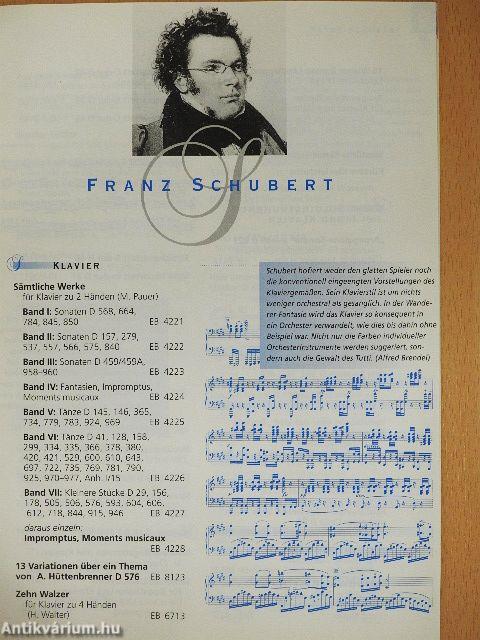 FRANZ SCHUBERT
KLAVIER
Sämtliche Werke
für Klavier zu 2 Händen (M. Pauer)
Band I: Sonaten D 568, 664,
784, 845, 850 EB 4221
Band II: Sonaten D 157, 279,
537, 557, 566, 575, 840 EB 4222
Band III: Sonaten D 459/459A,
958-960 EB 4223
Band IV: Fantasien, Impromptus,
Moments musicaux EB 4224
Band V: Tänze D 145, 146, 365,
734, 779, 783, 924, 969 EB 4225
Band VI: Tänze D 41, 128, 158,
299, 334, 335, 366, 378, 380,
420, 421, 529, 600, 610, 643,
697, 722, 735, 769, 781, 790,
925, 970–977, Anh. I/15 EB 4226
Band VII: Kleinere Stücke D 29, 156,
178, 505, 506, 576, 593, 604, 606,
612, 718, 844, 915, 946 EB 4227
daraus einzeln:
Impromptus, Moments musicaux
EB 4228
13 Variationen über ein Thema
von A. Hüttenbrenner D 576 EB 8123
Zehn Walzer
für Klavier zu 4 Händen
(H. Walter) EB 6713
Schubert hofiert weder den glatten Spieler noch
die konventionell eingeengten Vorstellungen des
Klaviergemäßen. Sein Klavierstil ist um nichts
weniger orchestral als gesanglich. In der Wande-
rer-Fantasie wird das Klavier so konsequent in
ein Orchester verwandelt, wie dies bis dahin ohne
Beispiel war. Nicht nur die Farben individueller
Orchesterinstrumente werden suggeriert, son-
dern auch die Gewalt des Tutti. (Alfred Brendel)
Antikvárium.hu